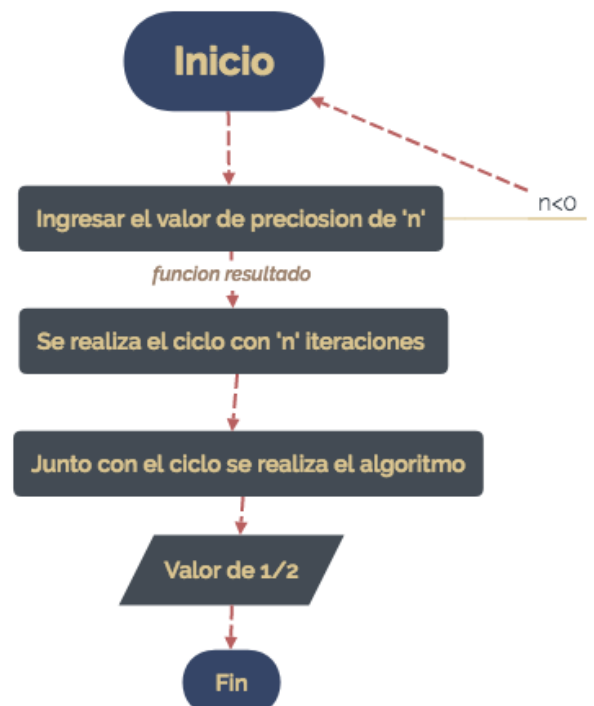 Inicio
Ingresar el valor de preciosion de 'n'
n<0
funcion resultado
Se realiza el ciclo con 'n' iteraciones
Junto con el ciclo se realiza el algoritmo
Valor de 1/2
Fin